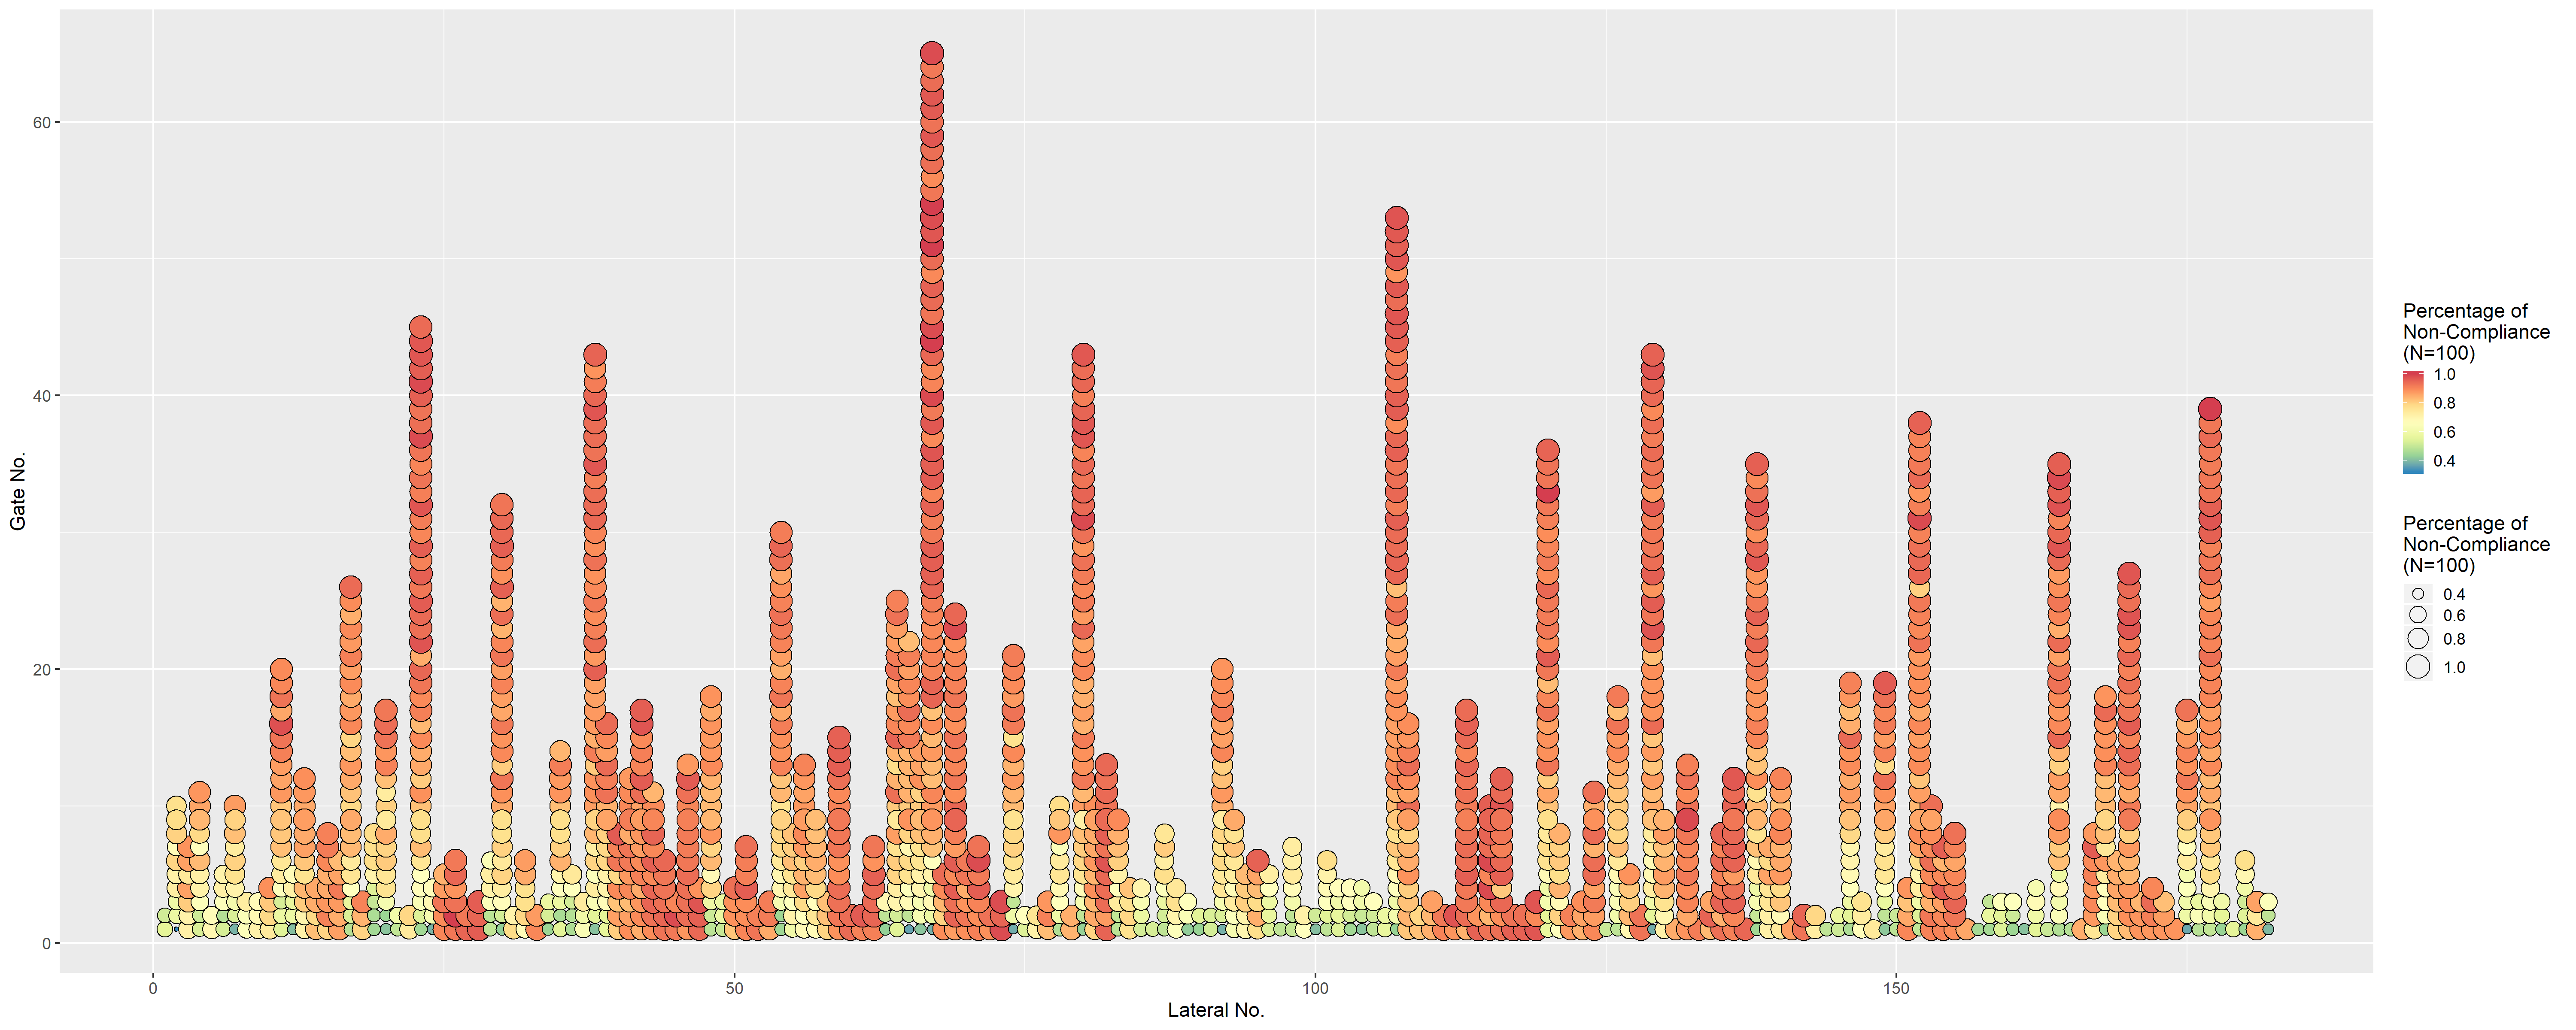 60
40
20
0
Gate No.
0
50
100
150
Lateral No.
Percentage of
Non-Compliance
(N=100)
1.0
0.8
0.6
0.4
Percentage of
Non-Compliance
(N=100)
0.4
0.6
0.8
1.0